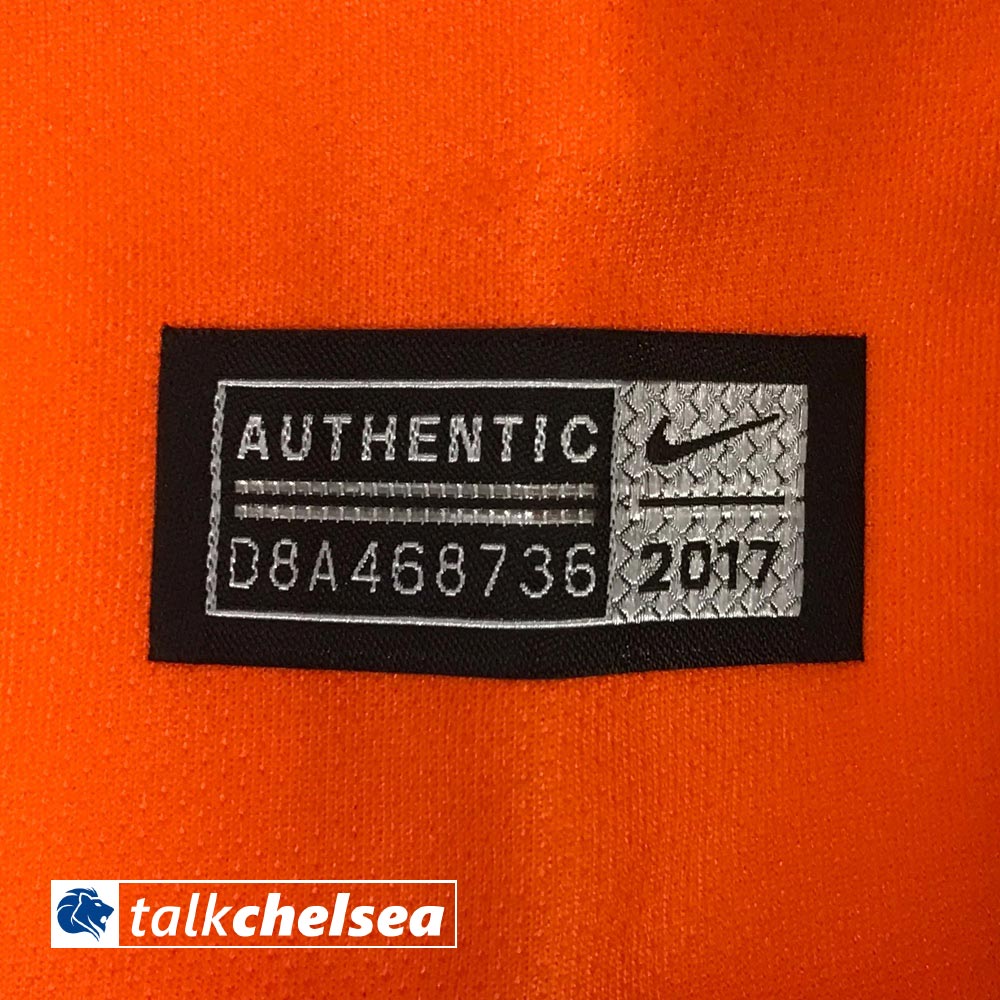 AUTHENTIC
D8A468736
2017
talkchelsea